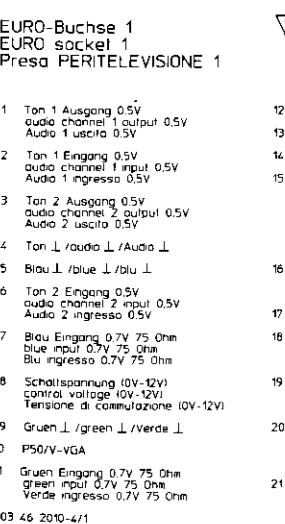 EURO-Buchse 1
EURO socket 1
Presa PERITELEVISIONE 1
1 Ton 1 Ausgang 0.5V 12
audio channel 1 output 0,5V
Audio 1 uscita 0.5V 13
2 Ton 1 Eingang 0.5V 14
audio channel 1 input 0,5V
Audio 1 ingresso 0,5V 15
3 Ton 2 Ausgang 0.5V
audio channel 2 output 0.5V
Audio 2 uscito 0.5V
4 Ton ⊥ /audio ⊥ /Audio ⊥
5 Blau ⊥ /blue ⊥ /blu ⊥ 16
6 Ton 2 Eingang 0.5V
audio channel 2 input 0.5V
Audio 2 ingresso 0.5V 17
7 Blau Eingang 0.7V 75 Ohm 18
blue input 0.7V 75 Ohm
Blu ingresso 0.7V 75 Ohm
8 Schaltspannung (0V-12V) 19
control voltage (0V-12V)
Tensione di commutazione (0V-12V)
9 Gruen ⊥ /green ⊥ /Verde ⊥ 20
0 P50/V-VGA
1 Gruen Eingang 0.7V 75 Ohm
green input 0.7V 75 Ohm
Verde ingresso 0.7V 75 Ohm 21
03 46 2010-4/1